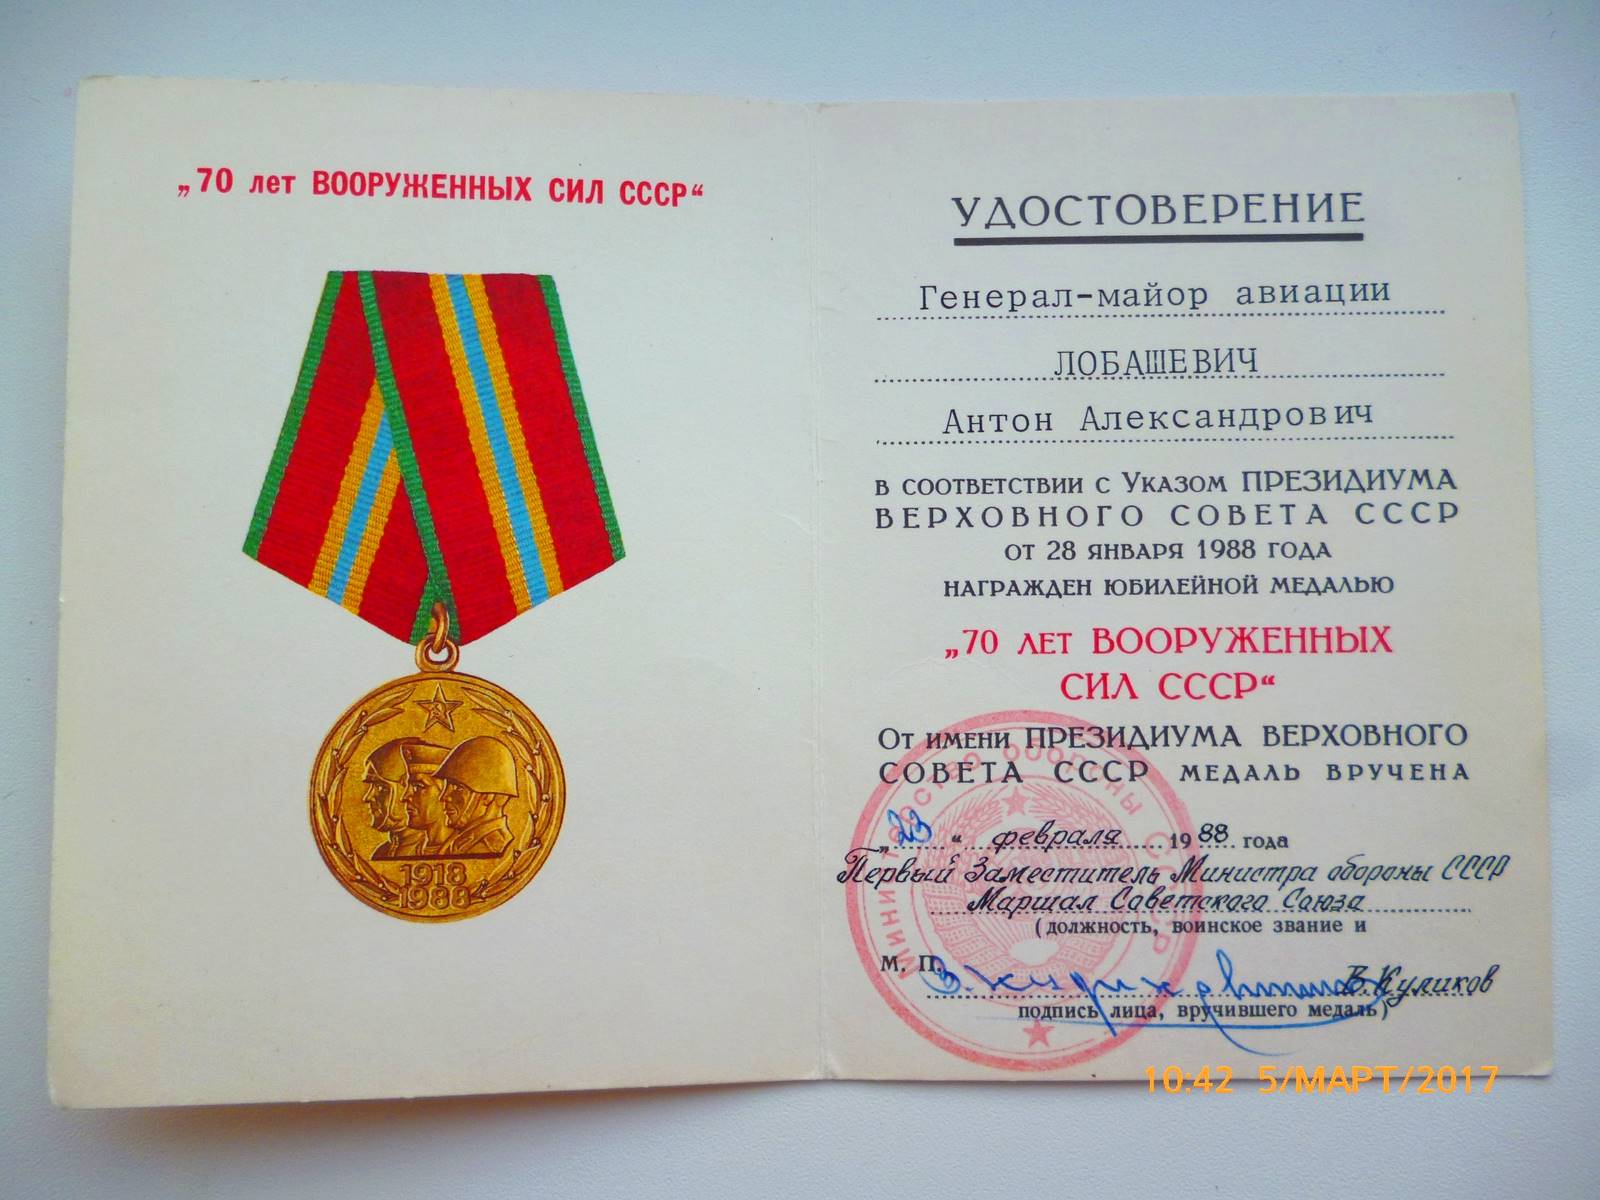 „70 лет ВООРУЖЕННЫХ СИЛ СССР“
1918
1988
УДОСТОВЕРЕНИЕ
Генерал-майор авиации
ЛОБАШЕВИЧ
Антон Александрович
В СООТВЕТСТВИИ С УКАЗОМ ПРЕЗИДИУМА
ВЕРХОВНОГО СОВЕТА СССР
ОТ 28 ЯНВАРЯ 1988 ГОДА
НАГРАЖДЕН ЮБИЛЕЙНОЙ МЕДАЛЬЮ
„70 ЛЕТ ВООРУЖЕННЫХ
СИЛ СССР“
ОТ ИМЕНИ ПРЕЗИДИУМА ВЕРХОВНОГО
СОВЕТА СССР МЕДАЛЬ ВРУЧЕНА
„23“ февраля 1988 года
Первый Заместитель Министра обороны СССР
Маршал Советского Союза
(должность, воинское звание и
М. П. В. Куликов
подпись лица, вручившего медаль)
Министерство обороны СССР
10:42 5/МАРТ/2017